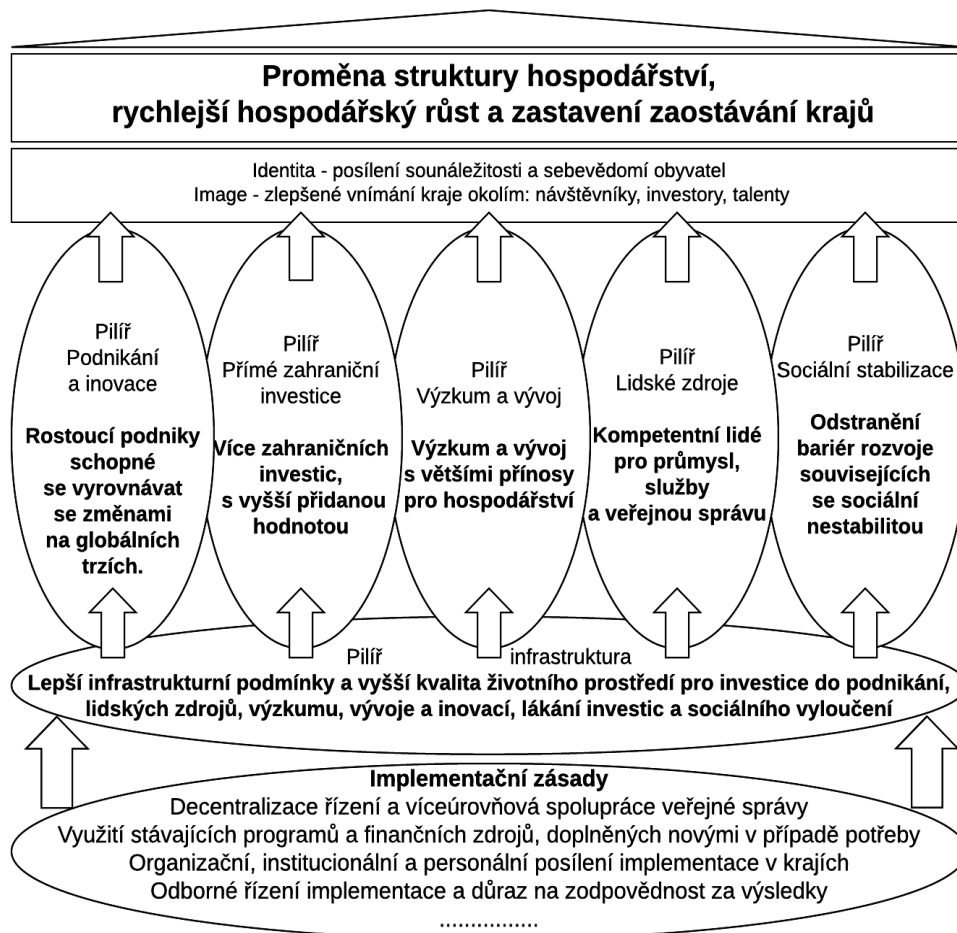 Proměna struktury hospodářství,
rychlejší hospodářský růst a zastavení zaostávání krajů
Identita - posílení sounáležitosti a sebevědomí obyvatel
Image - zlepšené vnímání kraje okolím: návštěvníky, investory, talenty
Pilíř
Podnikání
a inovace
Rostoucí podniky
schopné
se vyrovnávat
se změnami
na globálních
trzích.
Pilíř
Přímé zahraniční
investice
Více zahraničních
investic,
s vyšší přidanou
hodnotou
Pilíř
Výzkum a vývoj
Výzkum a vývoj
s většími přínosy
pro hospodářství
Pilíř
Lidské zdroje
Kompetentní lidé
pro průmysl,
služby
a veřejnou správu
Pilíř
Sociální stabilizace
Odstranění
bariér rozvoje
souvisejících
se sociální
nestabilitou
Pilíř infrastruktura
Lepší infrastrukturní podmínky a vyšší kvalita životního prostředí pro investice do podnikání,
lidských zdrojů, výzkumu, vývoje a inovací, lákání investic a sociálního vyloučení
Implementační zásady
Decentralizace řízení a víceúrovňová spolupráce veřejné správy
Využití stávajících programů a finančních zdrojů, doplněných novými v případě potřeby
Organizační, institucionální a personální posílení implementace v krajích
Odborné řízení implementace a důraz na zodpovědnost za výsledky
................